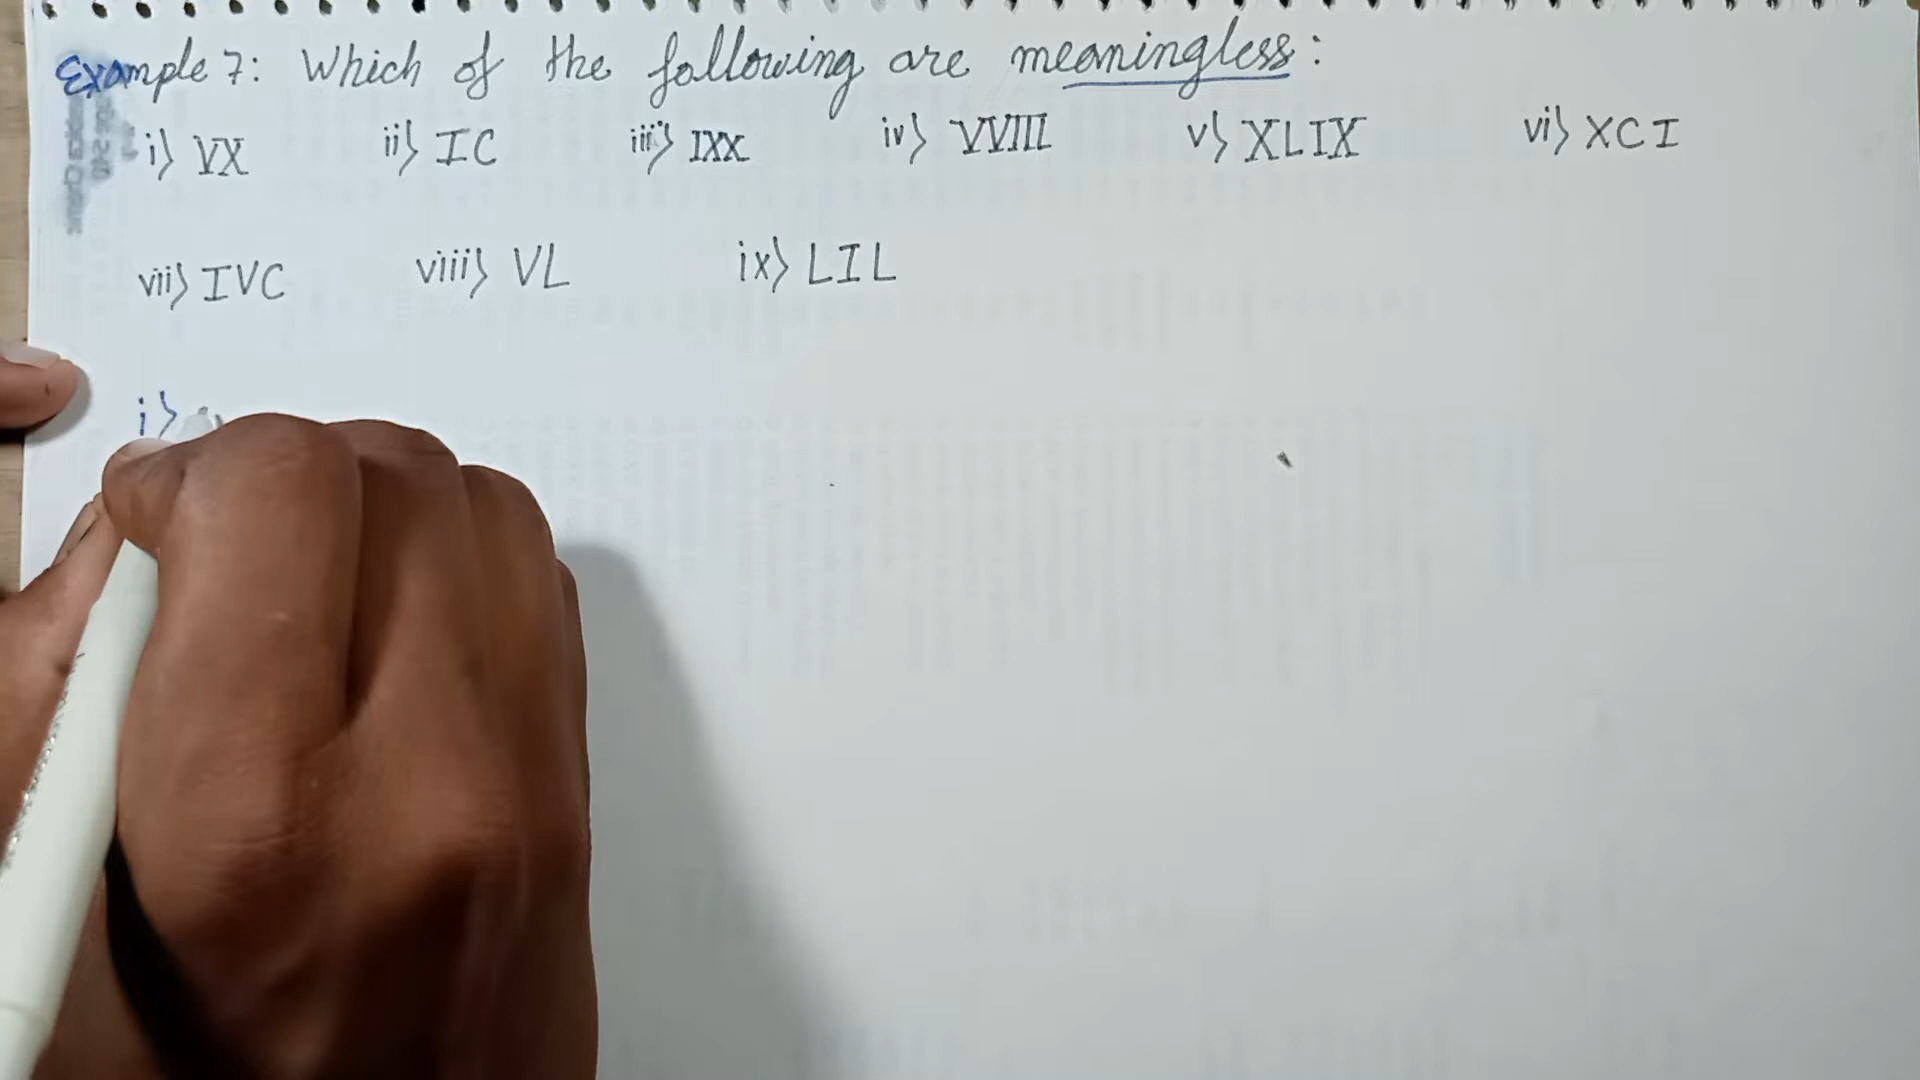 Example 7: Which of the following are meaningless:
i) VX ii) IC iii) IXX iv) VVIII v) XLIX vi) XCI
vii) IVC viii) VL ix) LIL
i)